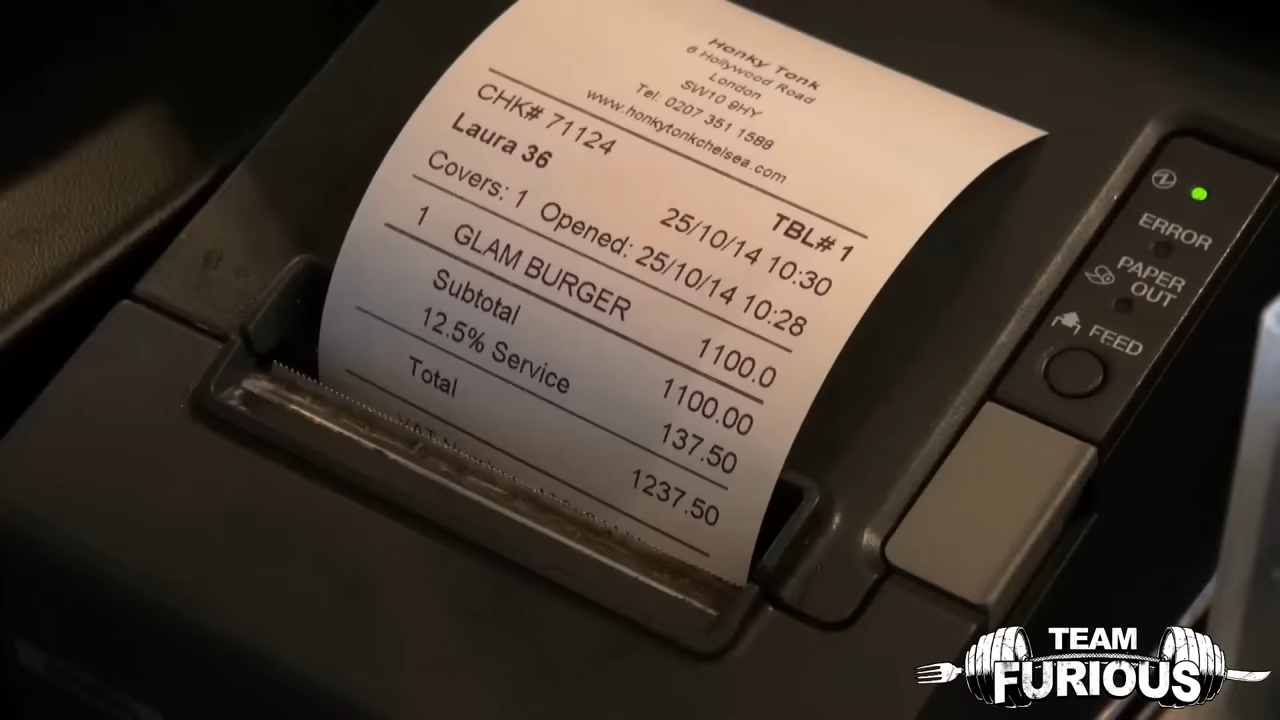 Honky Tonk
6 Hollywood Road
London
SW10 9HY
Tel: 0207 351 1588
www.honkytonkchelsea.com
CHK# 71124 TBL# 1
Laura 36 25/10/14 10:30
Covers: 1 Opened: 25/10/14 10:28
1 GLAM BURGER 1100.0
Subtotal 1100.00
12.5% Service 137.50
Total 1237.50
VAT
ERROR
PAPER
OUT
FEED
TEAM
FURIOUS